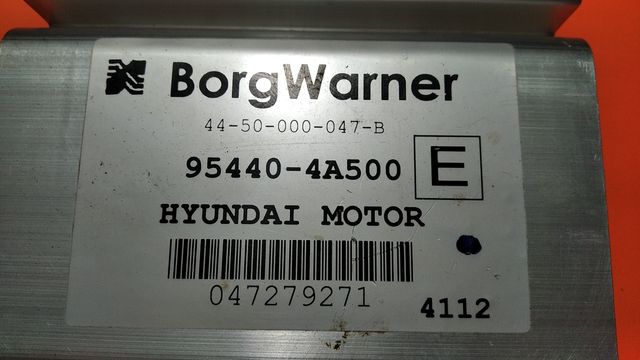 BorgWarner
44-50-000-047-B
95440-4A500 E
HYUNDAI MOTOR
047279271
4112